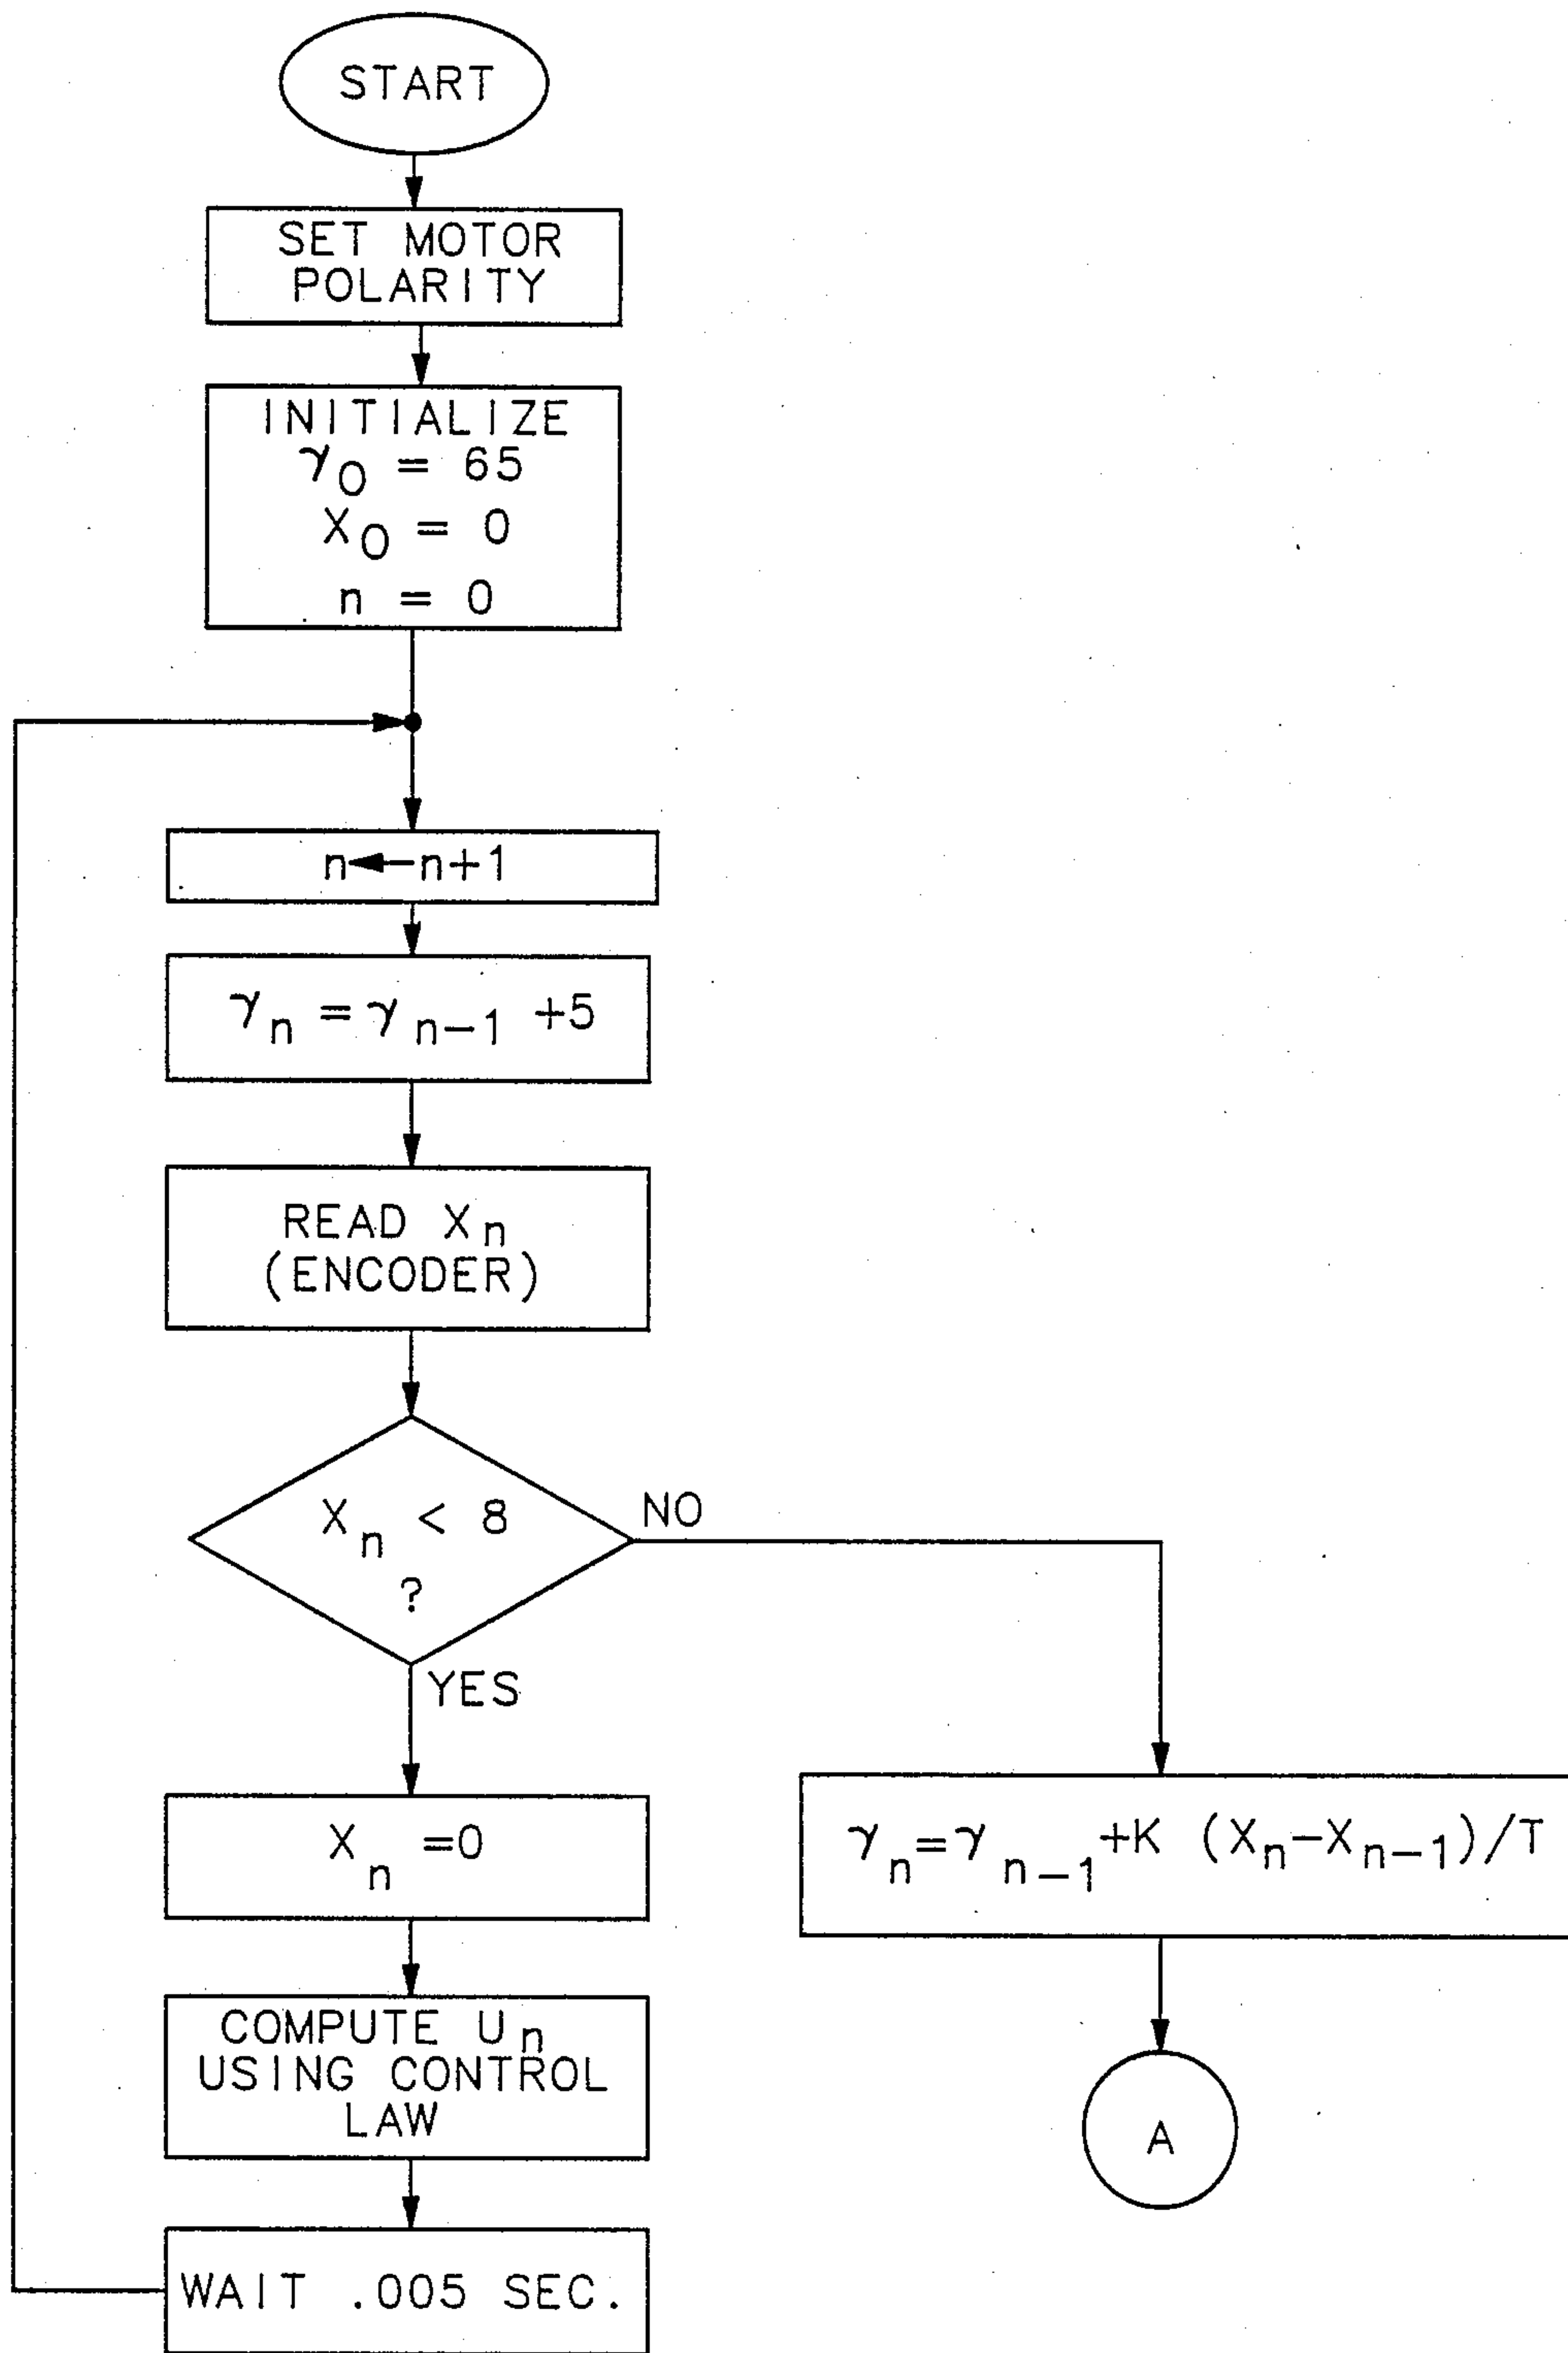 START
SET MOTOR
POLARITY
INITIALIZE
γ₀ = 65
X₀ = 0
n = 0
n←n+1
γₙ = γₙ₋₁ +5
READ Xₙ
(ENCODER)
Xₙ < 8
?
NO
YES
Xₙ =0
γₙ=γₙ₋₁+K (Xₙ-Xₙ₋₁)/T
COMPUTE Uₙ
USING CONTROL
LAW
A
WAIT .005 SEC.